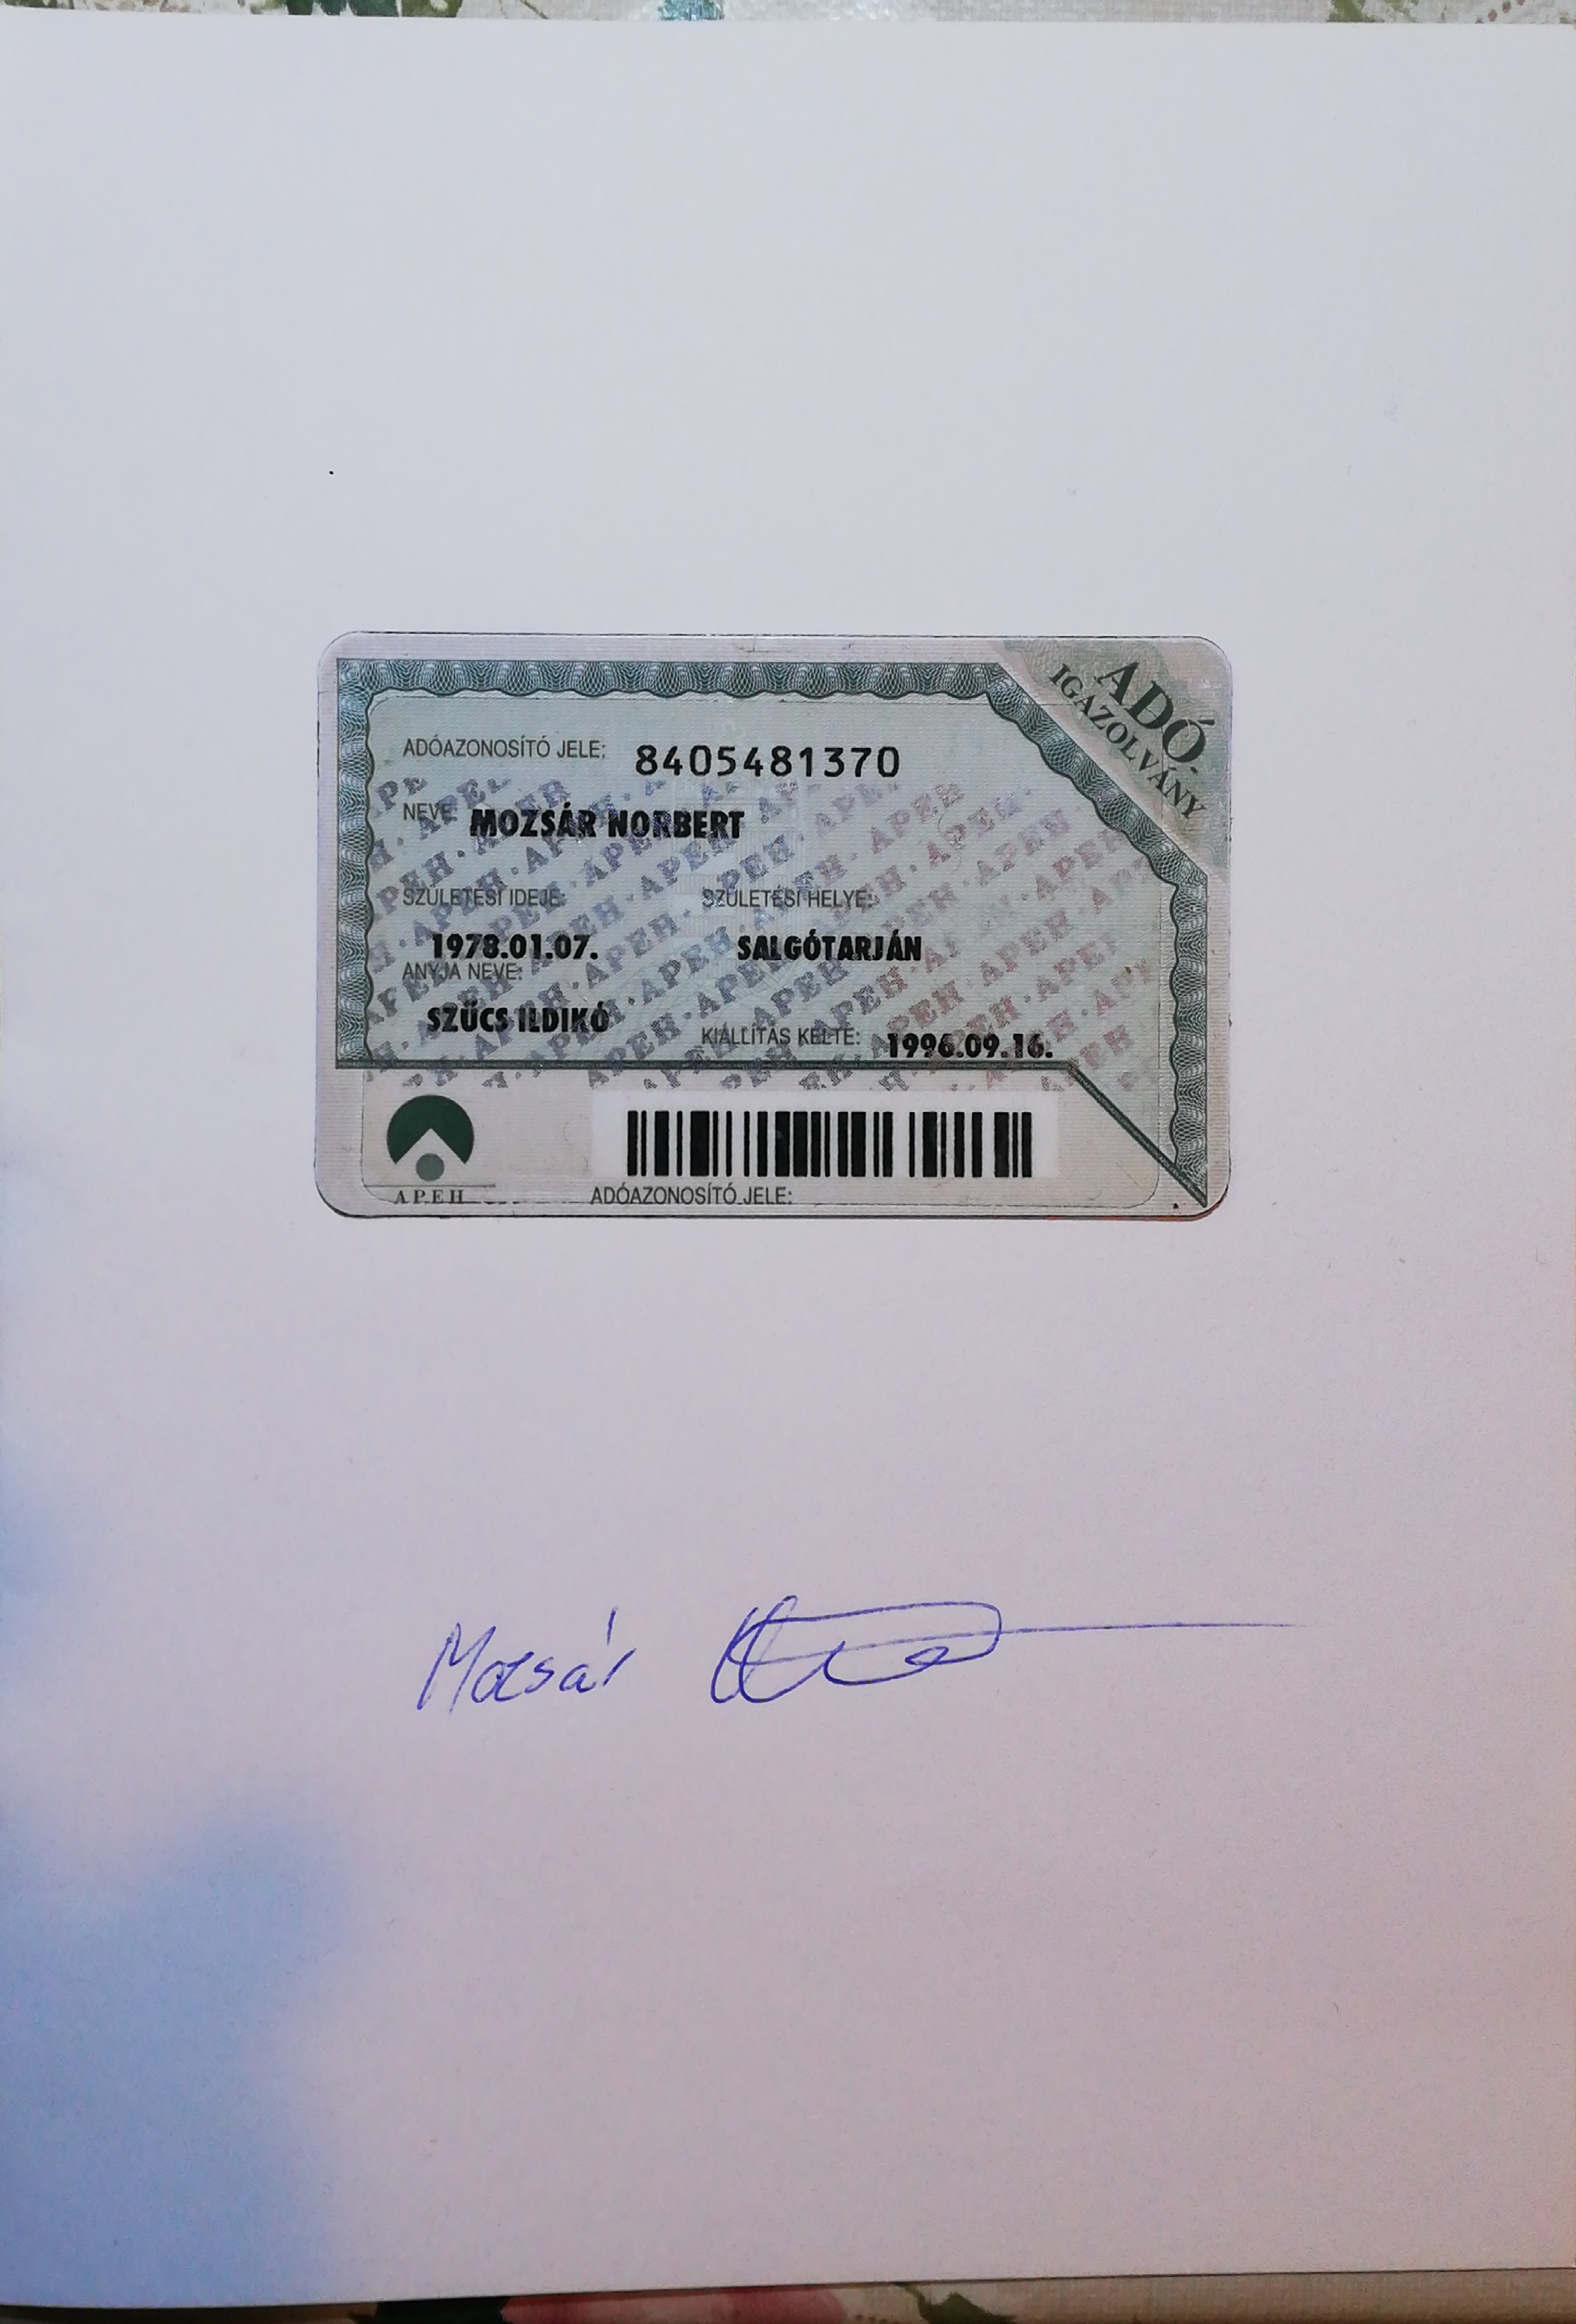 ADÓ
IGAZOLVÁNY
ADÓAZONOSÍTÓ JELE: 8405481370
NEVE: MOZSÁR NORBERT
SZÜLETÉSI IDEJE: SZÜLETÉSI HELYE:
1978.01.07. SALGÓTARJÁN
ANYJA NEVE:
SZŰCS ILDIKÓ
KIÁLLÍTÁS KELTE: 1996.09.16.
APEH
ADÓAZONOSÍTÓ JELE:
Mozsár